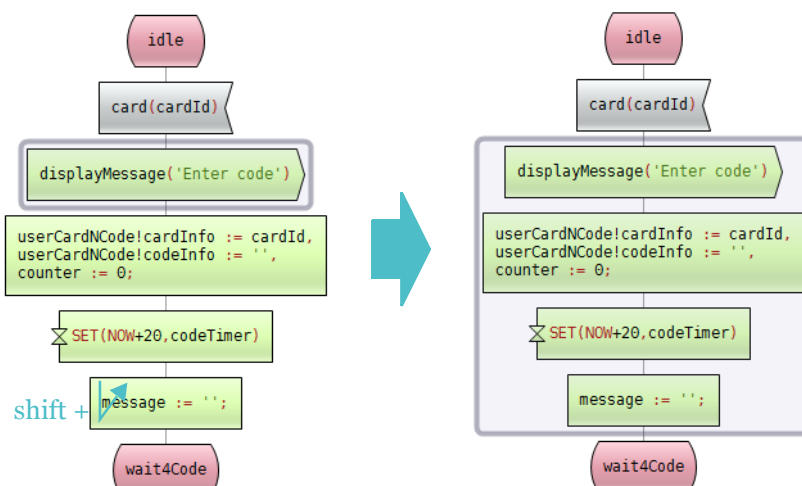 idle
card(cardId)
displayMessage('Enter code')
userCardNCode!cardInfo := cardId,
userCardNCode!codeInfo := '',
counter := 0;
SET(NOW+20,codeTimer)
shift +
message := '';
wait4Code
idle
card(cardId)
displayMessage('Enter code')
userCardNCode!cardInfo := cardId,
userCardNCode!codeInfo := '',
counter := 0;
SET(NOW+20,codeTimer)
message := '';
wait4Code